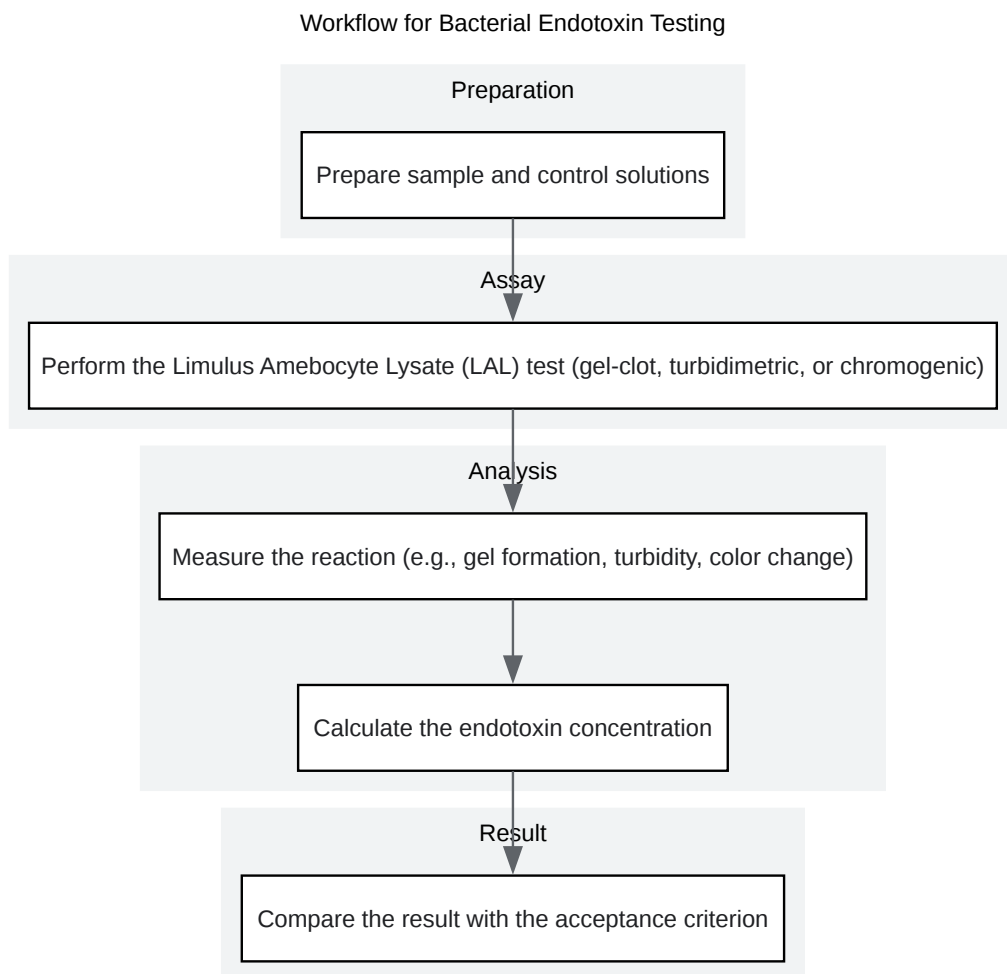 Workflow for Bacterial Endotoxin Testing
Preparation
Prepare sample and control solutions
Assay
Perform the Limulus Amebocyte Lysate (LAL) test (gel-clot, turbidimetric, or chromogenic)
Analysis
Measure the reaction (e.g., gel formation, turbidity, color change)
Calculate the endotoxin concentration
Result
Compare the result with the acceptance criterion